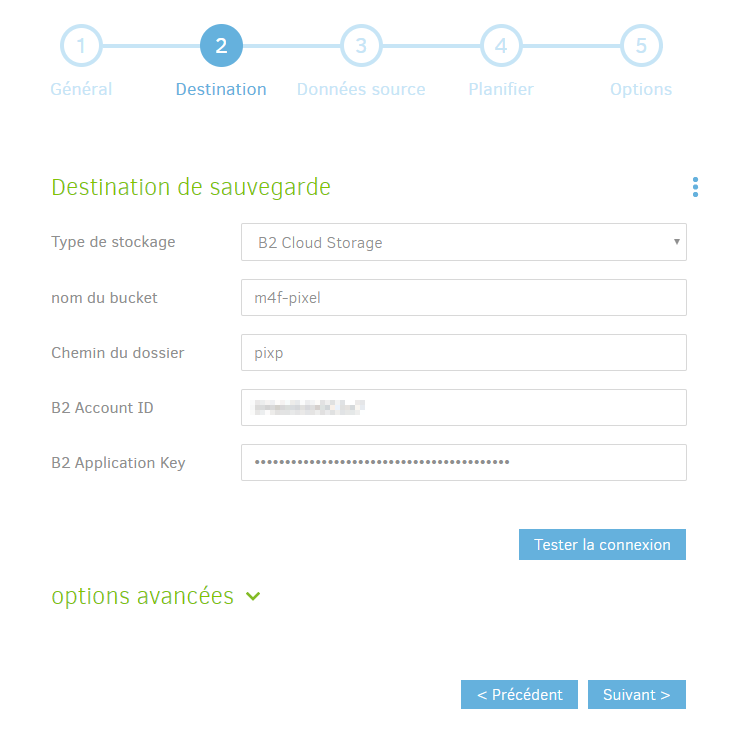 1 2 3 4 5
Général Destination Données source Planifier Options
Destination de sauvegarde
Type de stockage B2 Cloud Storage
nom du bucket m4f-pixel
Chemin du dossier pixp
B2 Account ID
B2 Application Key
Tester la connexion
options avancées
< Précédent Suivant >